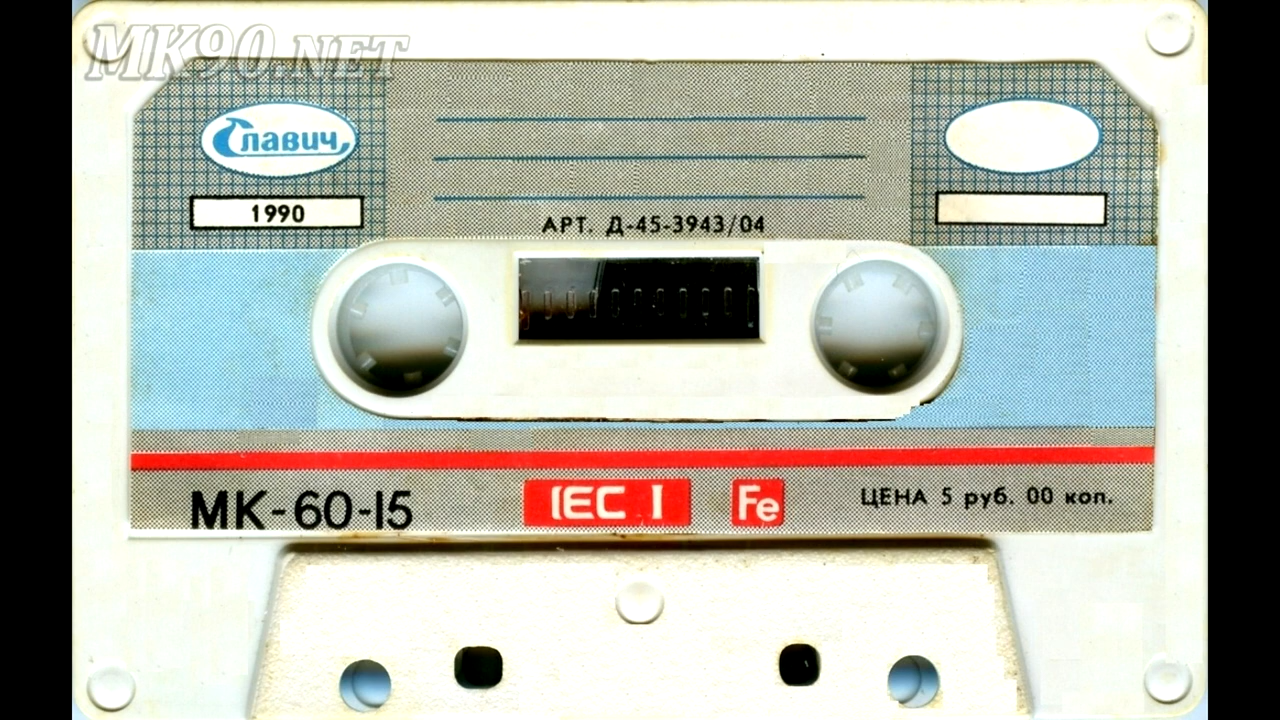 MK90.NET
Славич
1990
АРТ. Д-45-3943/04
МК-60-15
IEC I
Fe
ЦЕНА 5 руб. 00 коп.